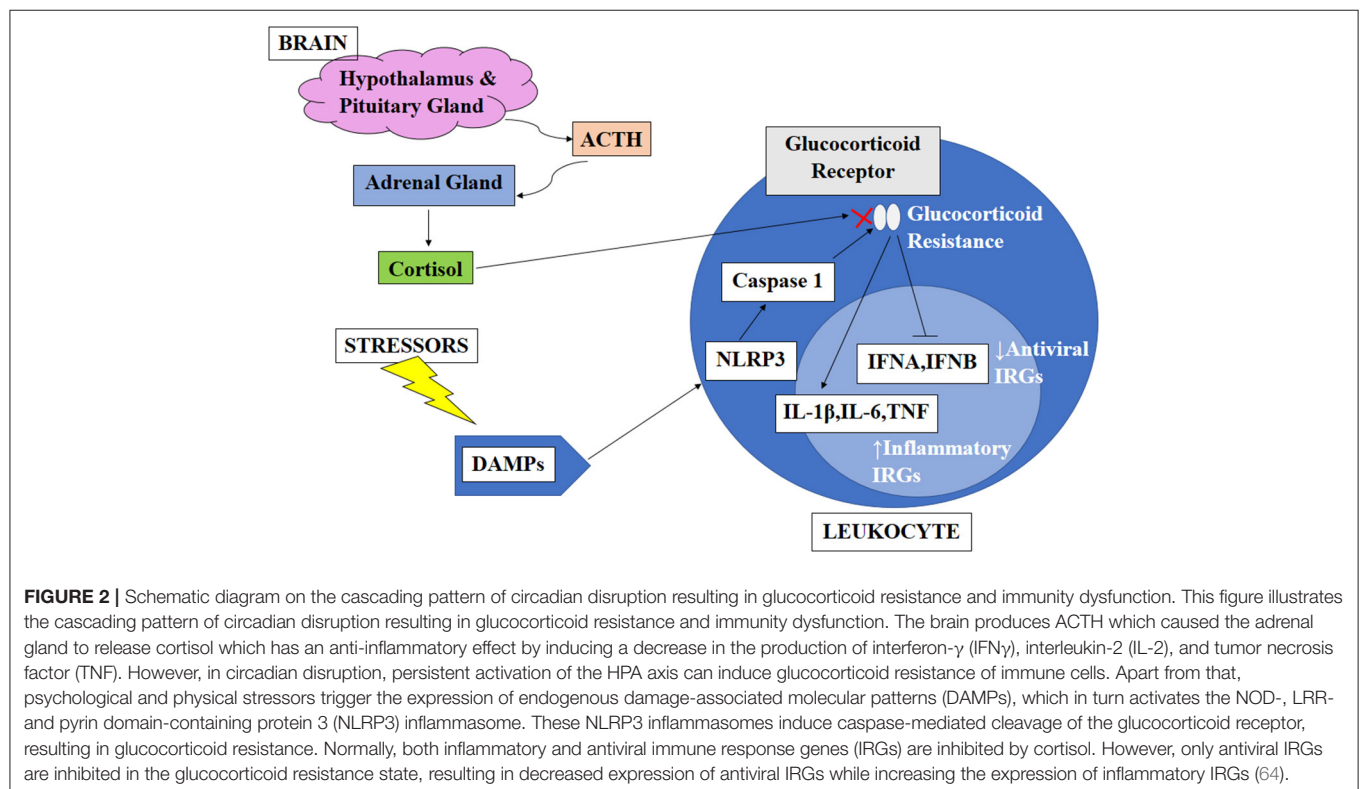 BRAIN
Hypothalamus &
Pituitary Gland
ACTH
Adrenal Gland
Cortisol
STRESSORS
DAMPs
Glucocorticoid
Receptor
Glucocorticoid
Resistance
Caspase 1
NLRP3
IFNA,IFNB
↓Antiviral
IRGs
IL-1β,IL-6,TNF
↑Inflammatory
IRGs
LEUKOCYTE
FIGURE 2 | Schematic diagram on the cascading pattern of circadian disruption resulting in glucocorticoid resistance and immunity dysfunction. This figure illustrates
the cascading pattern of circadian disruption resulting in glucocorticoid resistance and immunity dysfunction. The brain produces ACTH which caused the adrenal
gland to release cortisol which has an anti-inflammatory effect by inducing a decrease in the production of interferon-γ (IFNγ), interleukin-2 (IL-2), and tumor necrosis
factor (TNF). However, in circadian disruption, persistent activation of the HPA axis can induce glucocorticoid resistance of immune cells. Apart from that,
psychological and physical stressors trigger the expression of endogenous damage-associated molecular patterns (DAMPs), which in turn activates the NOD-, LRR-
and pyrin domain-containing protein 3 (NLRP3) inflammasome. These NLRP3 inflammasomes induce caspase-mediated cleavage of the glucocorticoid receptor,
resulting in glucocorticoid resistance. Normally, both inflammatory and antiviral immune response genes (IRGs) are inhibited by cortisol. However, only antiviral IRGs
are inhibited in the glucocorticoid resistance state, resulting in decreased expression of antiviral IRGs while increasing the expression of inflammatory IRGs (64).